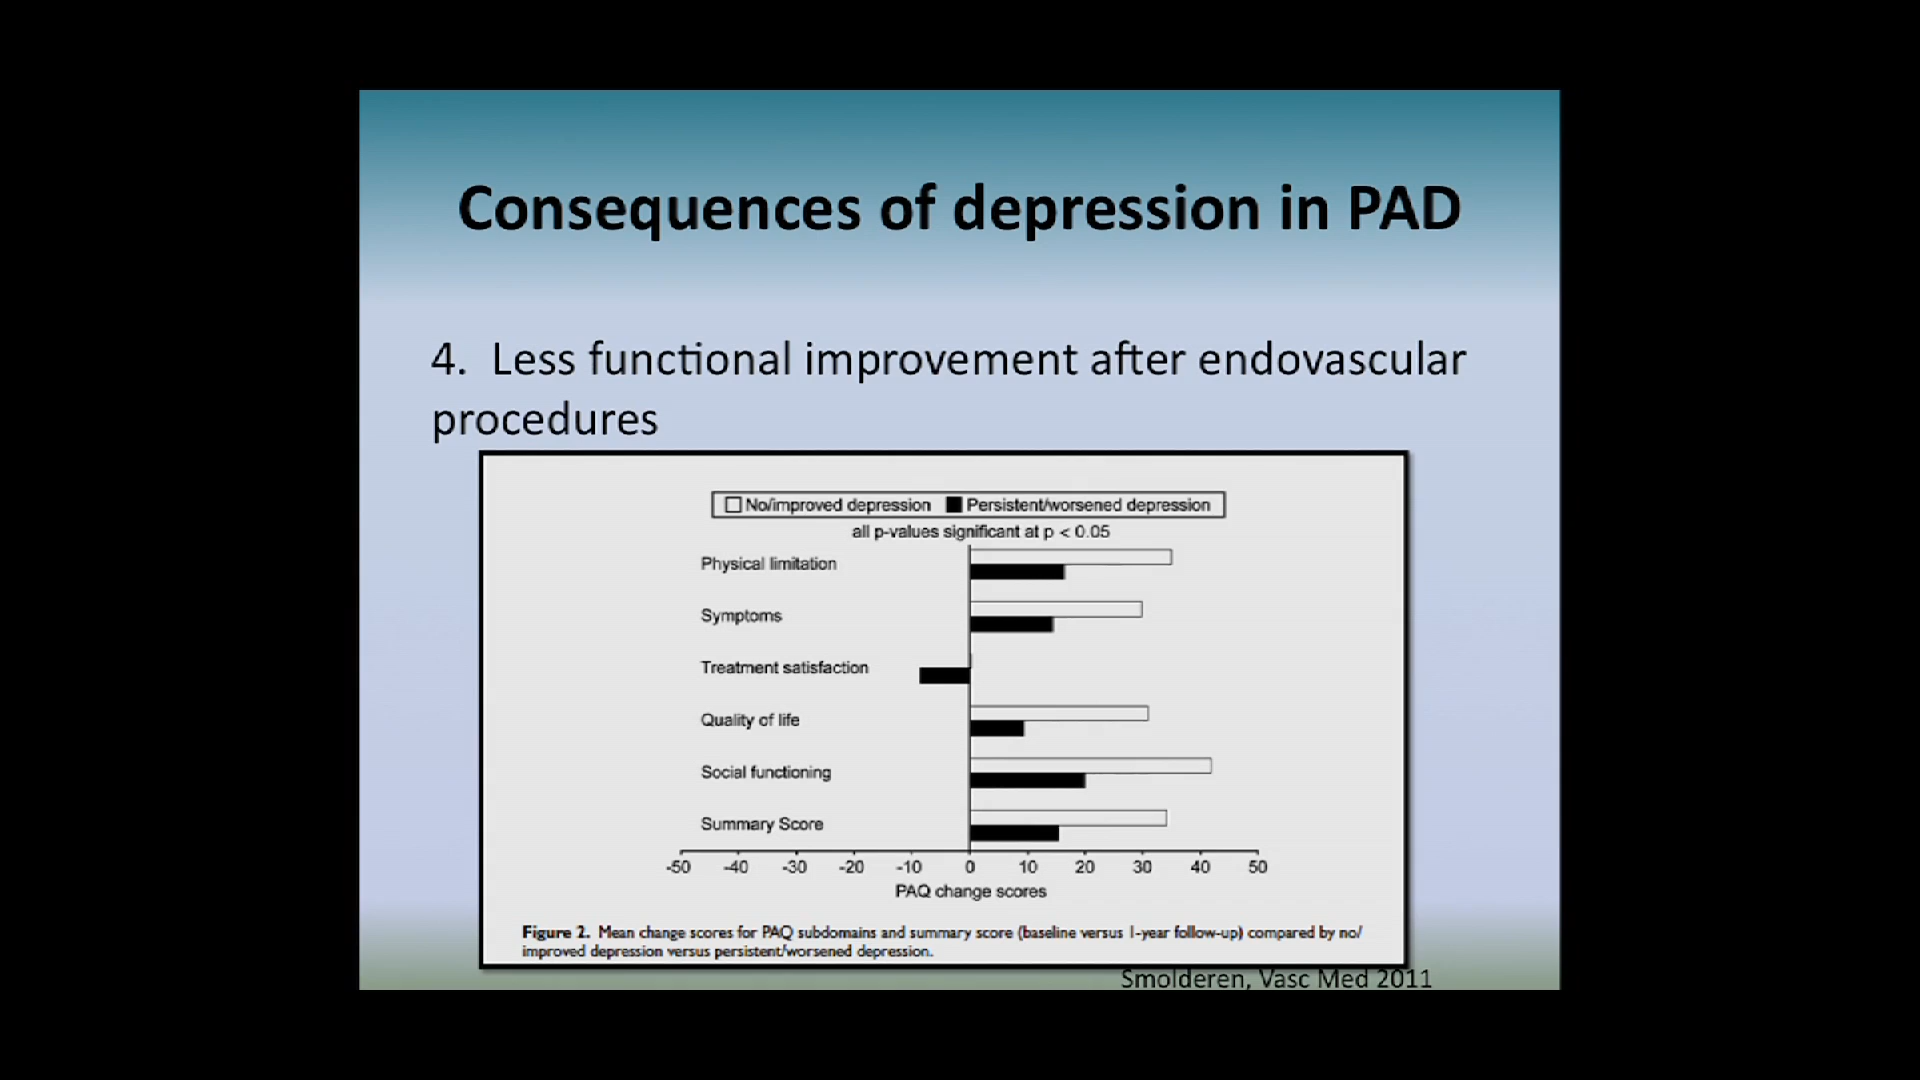 Consequences of depression in PAD
4. Less functional improvement after endovascular
procedures
No/improved depression Persistent/worsened depression
all p-values significant at p < 0.05
Physical limitation
Symptoms
Treatment satisfaction
Quality of life
Social functioning
Summary Score
-50 -40 -30 -20 -10 0 10 20 30 40 50
PAQ change scores
Figure 2. Mean change scores for PAQ subdomains and summary score (baseline versus 1-year follow-up) compared by no/
improved depression versus persistent/worsened depression.
Smolderen, Vasc Med 2011